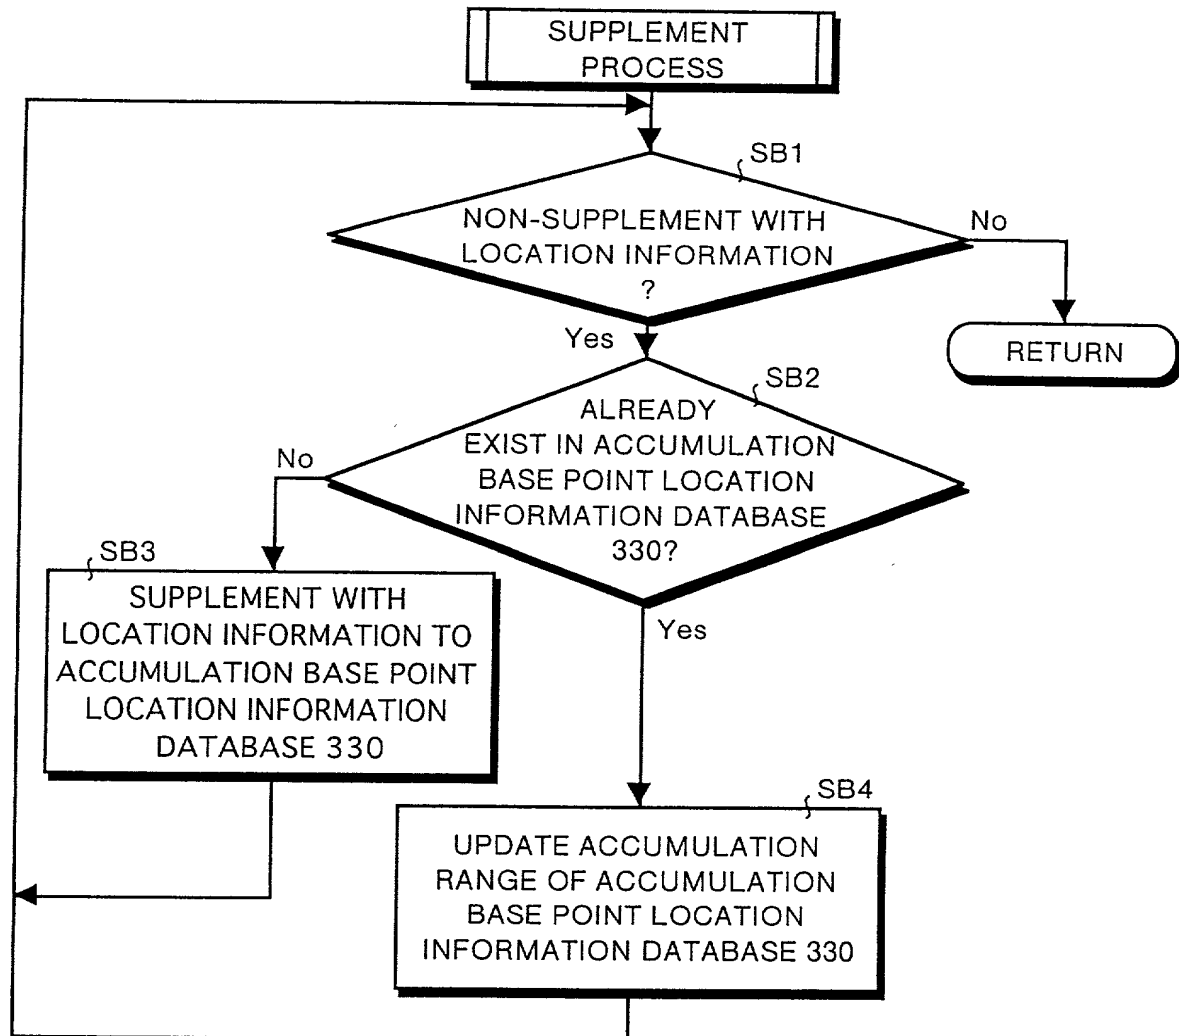 SUPPLEMENT
PROCESS
SB1
NON-SUPPLEMENT WITH
LOCATION INFORMATION
?
No
RETURN
Yes
SB2
ALREADY
EXIST IN ACCUMULATION
BASE POINT LOCATION
INFORMATION DATABASE
330?
No
SB3
SUPPLEMENT WITH
LOCATION INFORMATION TO
ACCUMULATION BASE POINT
LOCATION INFORMATION
DATABASE 330
Yes
SB4
UPDATE ACCUMULATION
RANGE OF ACCUMULATION
BASE POINT LOCATION
INFORMATION DATABASE 330